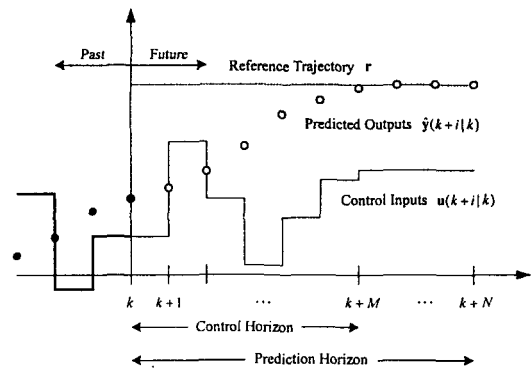 Past Future
Reference Trajectory r
Predicted Outputs ŷ(k+i|k)
Control Inputs u(k+i|k)
k k+1 ... k+M ... k+N
Control Horizon
Prediction Horizon